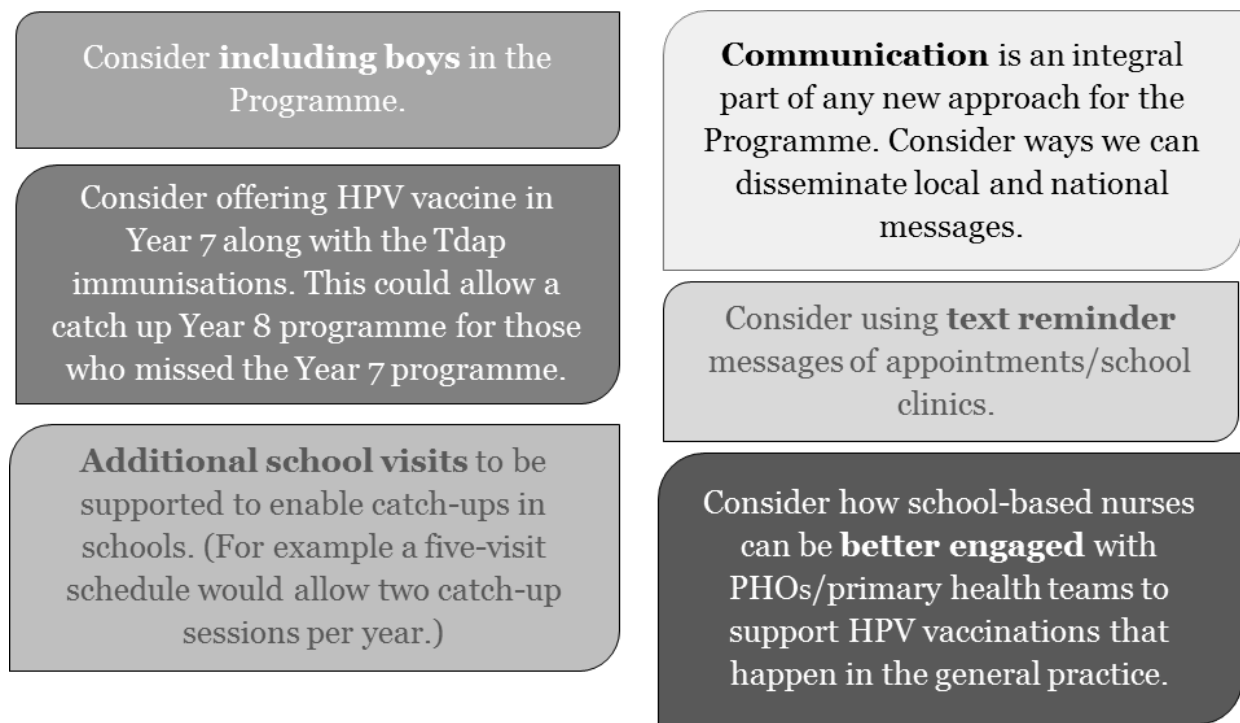 Consider including boys in the
Programme.
Consider offering HPV vaccine in
Year 7 along with the Tdap
immunisations. This could allow a
catch up Year 8 programme for those
who missed the Year 7 programme.
Additional school visits to be
supported to enable catch-ups in
schools. (For example a five-visit
schedule would allow two catch-up
sessions per year.)
Communication is an integral
part of any new approach for the
Programme. Consider ways we can
disseminate local and national
messages.
Consider using text reminder
messages of appointments/school
clinics.
Consider how school-based nurses
can be better engaged with
PHOs/primary health teams to
support HPV vaccinations that
happen in the general practice.